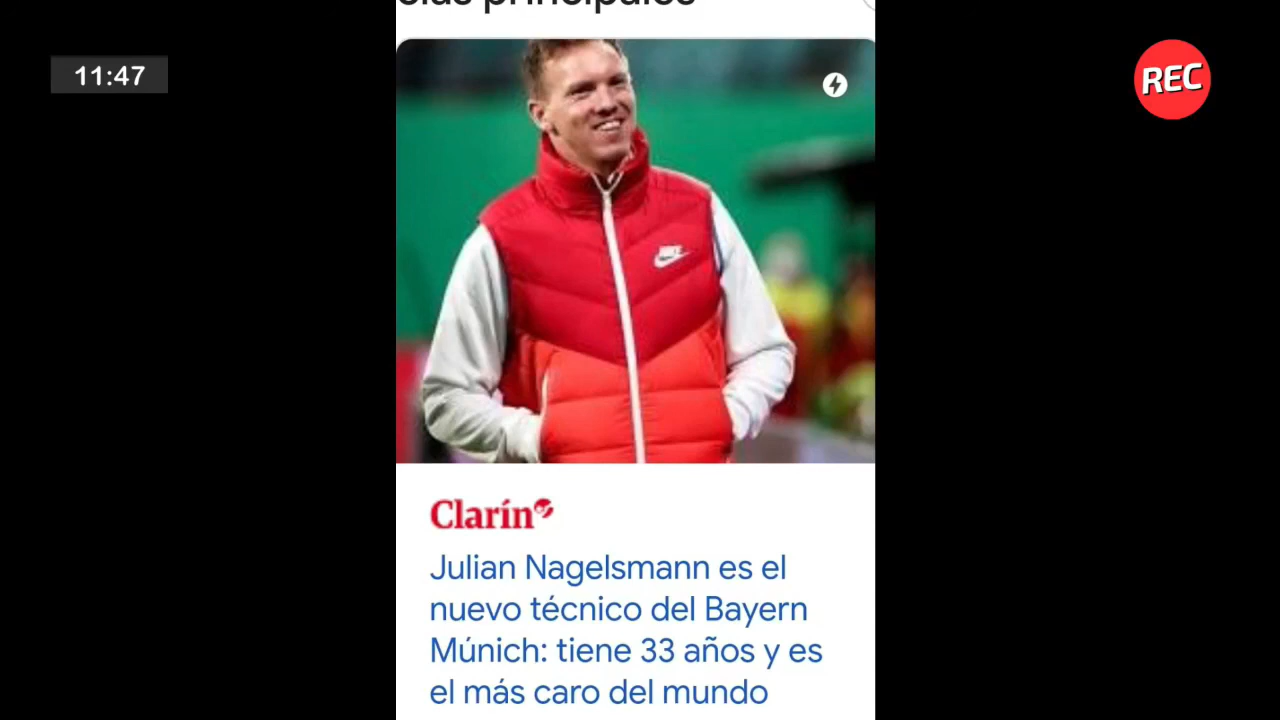 11:47
REC
Clarín
Julian Nagelsmann es el
nuevo técnico del Bayern
Múnich: tiene 33 años y es
el más caro del mundo